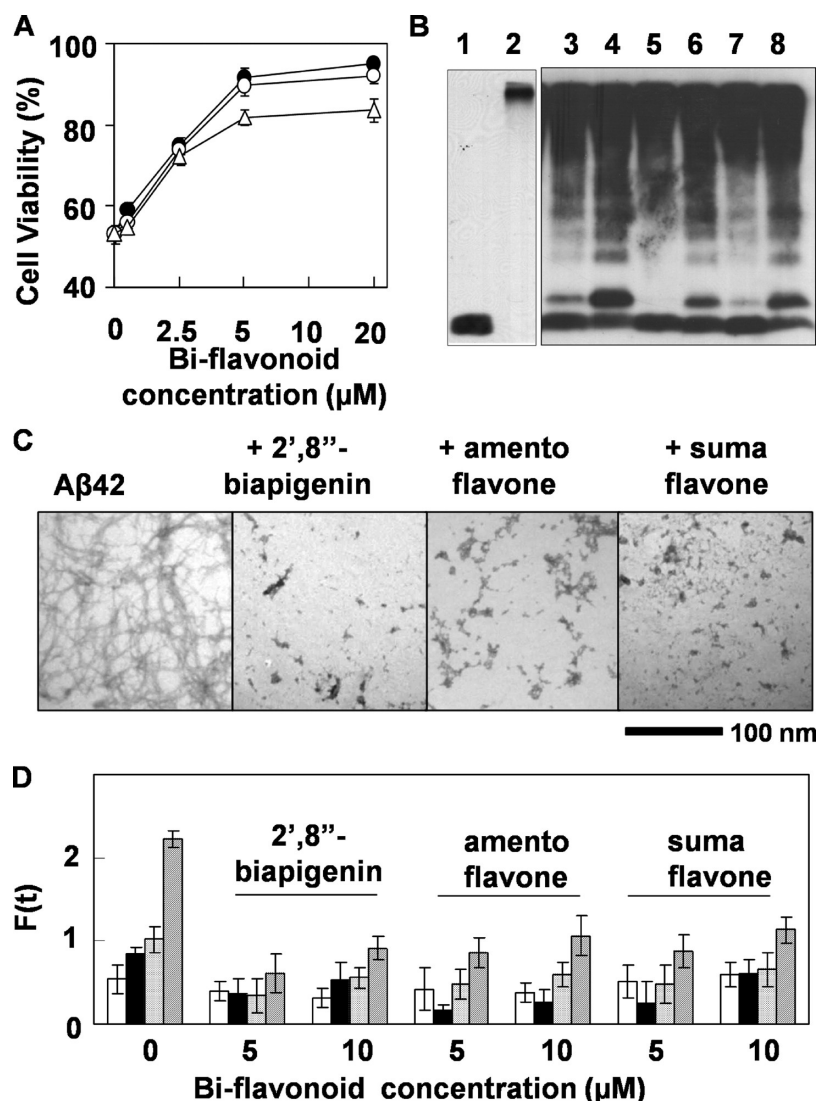 A
100
80
60
40
Cell Viability (%)
0 2.5 5 10 20
Bi-flavonoid
concentration (µM)
B
1 2 3 4 5 6 7 8
C
Aβ42
+ 2',8''-
biapigenin
+ amento
flavone
+ suma
flavone
100 nm
D
F(t)
2
1
0
2',8''-
biapigenin
amento
flavone
suma
flavone
0 5 10 5 10 5 10
Bi-flavonoid concentration (µM)